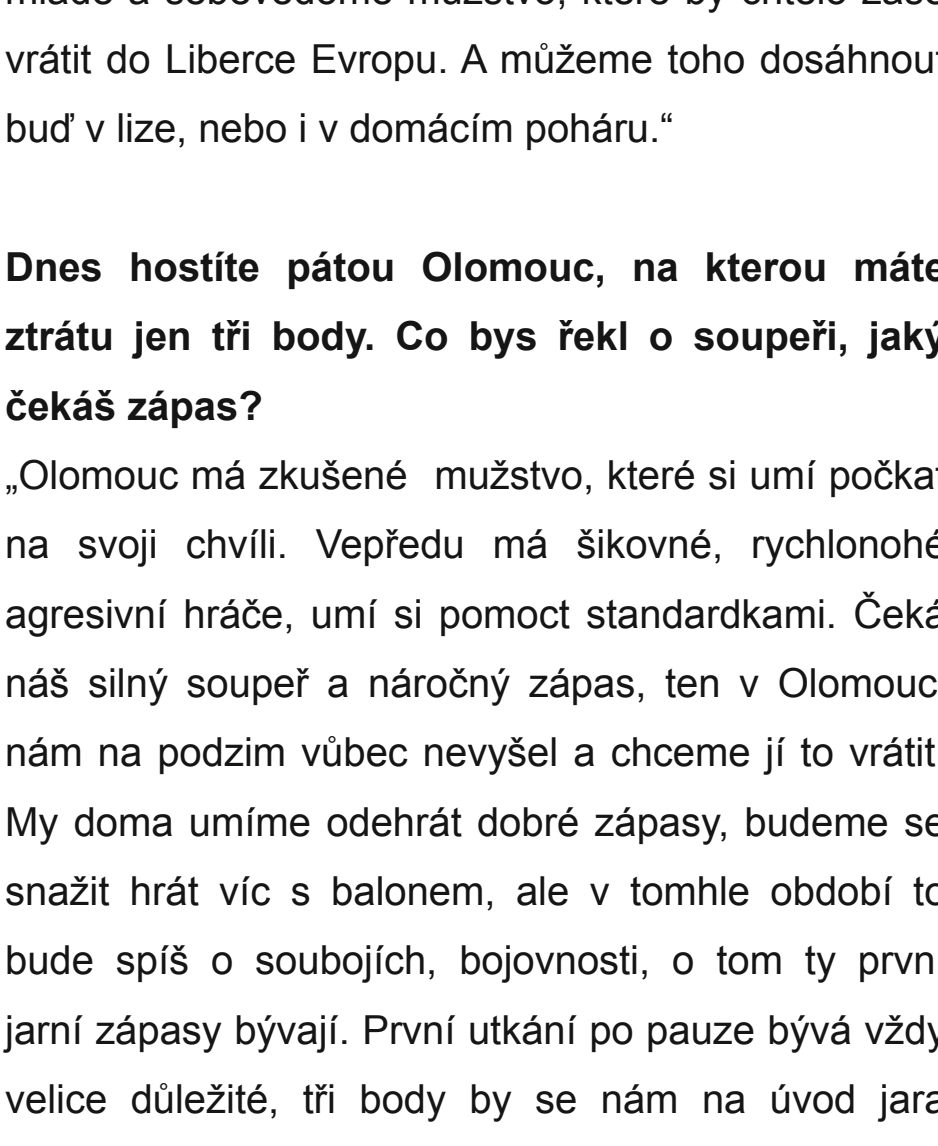 mladé a sebevědomé mužstvo, které by chtělo zase
vrátit do Liberce Evropu. A můžeme toho dosáhnout
buď v lize, nebo i v domácím poháru.“
Dnes hostíte pátou Olomouc, na kterou máte
ztrátu jen tři body. Co bys řekl o soupeři, jaký
čekáš zápas?
„Olomouc má zkušené mužstvo, které si umí počkat
na svoji chvíli. Vepředu má šikovné, rychlonohé
agresivní hráče, umí si pomoct standardkami. Čeká
náš silný soupeř a náročný zápas, ten v Olomouci
nám na podzim vůbec nevyšel a chceme jí to vrátit.
My doma umíme odehrát dobré zápasy, budeme se
snažit hrát víc s balonem, ale v tomhle období to
bude spíš o soubojích, bojovnosti, o tom ty první
jarní zápasy bývají. První utkání po pauze bývá vždy
velice důležité, tři body by se nám na úvod jara